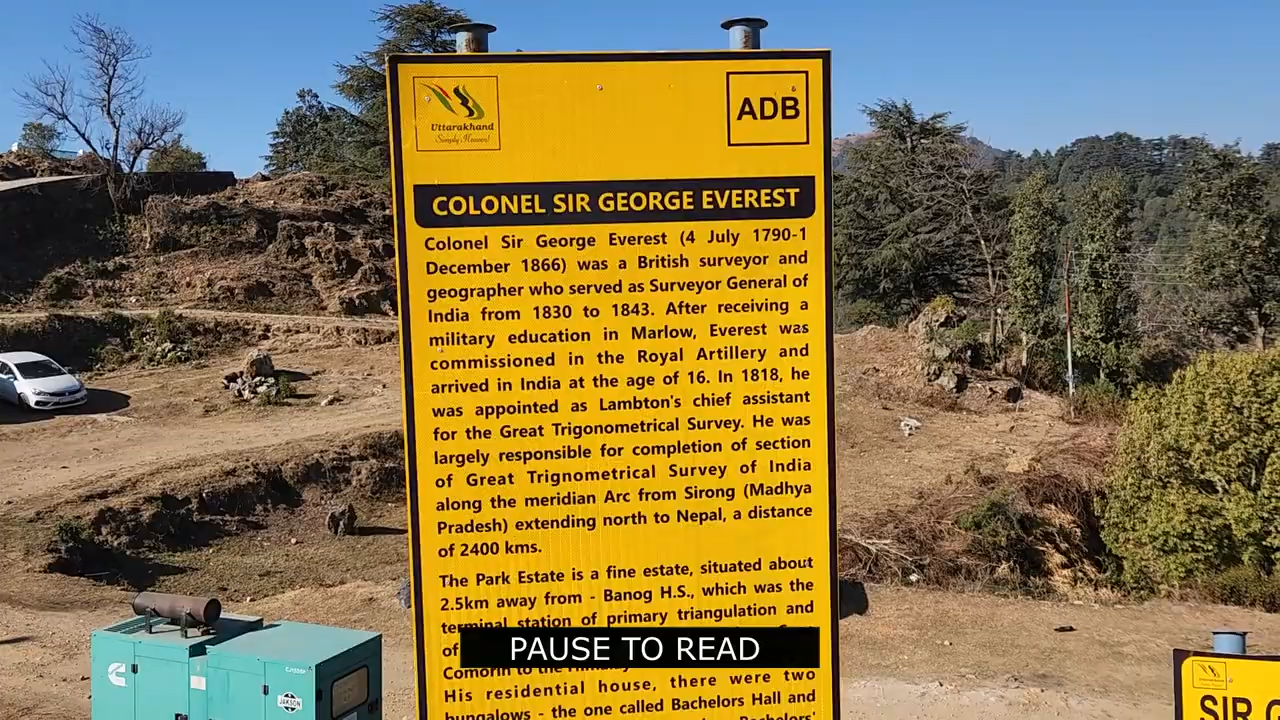 Uttarakhand
Simply Heaven!
ADB
COLONEL SIR GEORGE EVEREST
Colonel Sir George Everest (4 July 1790-1
December 1866) was a British surveyor and
geographer who served as Surveyor General of
India from 1830 to 1843. After receiving a
military education in Marlow, Everest was
commissioned in the Royal Artillery and
arrived in India at the age of 16. In 1818, he
was appointed as Lambton's chief assistant
for the Great Trigonometrical Survey. He was
largely responsible for completion of section
of Great Trignometrical Survey of India
along the meridian Arc from Sirong (Madhya
Pradesh) extending north to Nepal, a distance
of 2400 kms.
The Park Estate is a fine estate, situated about
2.5km away from - Banog H.S., which was the
terminal station of primary triangulation and
of
PAUSE TO READ
Comorin to the
His residential house, there were two
bungalows - the one called Bachelors Hall and
Bachelors'
JAKSON
SIR